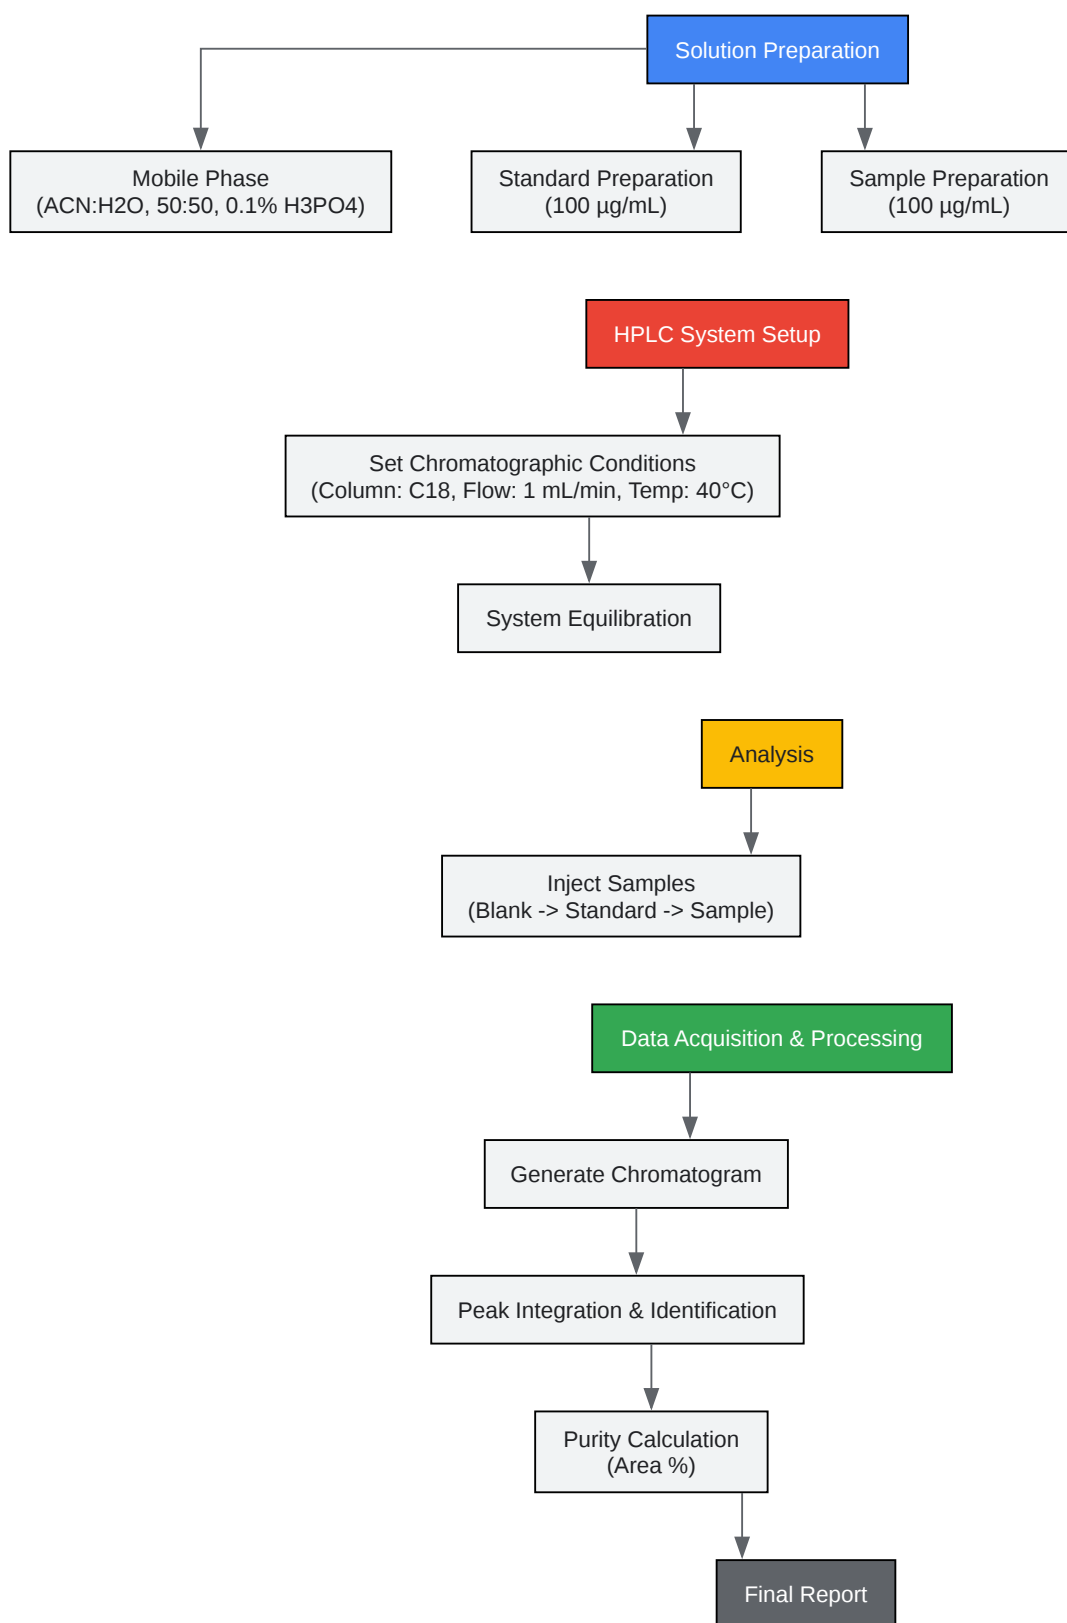 Solution Preparation
Mobile Phase
(ACN:H2O, 50:50, 0.1% H3PO4)
Standard Preparation
(100 µg/mL)
Sample Preparation
(100 µg/mL)
HPLC System Setup
Set Chromatographic Conditions
(Column: C18, Flow: 1 mL/min, Temp: 40°C)
System Equilibration
Analysis
Inject Samples
(Blank -> Standard -> Sample)
Data Acquisition & Processing
Generate Chromatogram
Peak Integration & Identification
Purity Calculation
(Area %)
Final Report